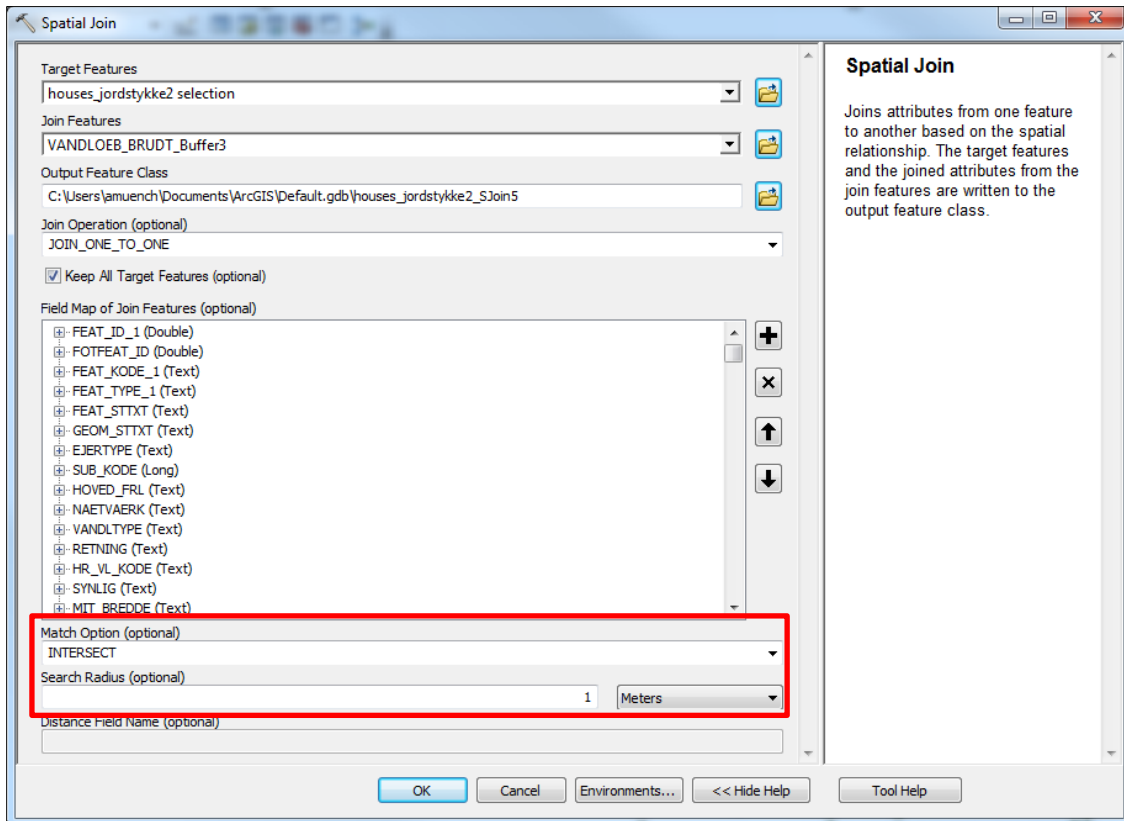 Spatial Join
Target Features
houses_jordstykke2 selection
Join Features
VANDLOEB_BRUDT_Buffer3
Output Feature Class
C:\Users\amuench\Documents\ArcGIS\Default.gdb\houses_jordstykke2_SJoin5
Join Operation (optional)
JOIN_ONE_TO_ONE
Keep All Target Features (optional)
Field Map of Join Features (optional)
FEAT_ID_1 (Double)
FOTFEAT_ID (Double)
FEAT_KODE_1 (Text)
FEAT_TYPE_1 (Text)
FEAT_STTXT (Text)
GEOM_STTXT (Text)
EJERTYPE (Text)
SUB_KODE (Long)
HOVED_FRL (Text)
NAETVAERK (Text)
VANDLTYPE (Text)
RETNING (Text)
HR_VL_KODE (Text)
SYNLIG (Text)
MIT_BREDDE (Text)
Match Option (optional)
INTERSECT
Search Radius (optional)
1 Meters
Distance Field Name (optional)
OK Cancel Environments... << Hide Help Tool Help
Spatial Join
Joins attributes from one feature
to another based on the spatial
relationship. The target features
and the joined attributes from the
join features are written to the
output feature class.